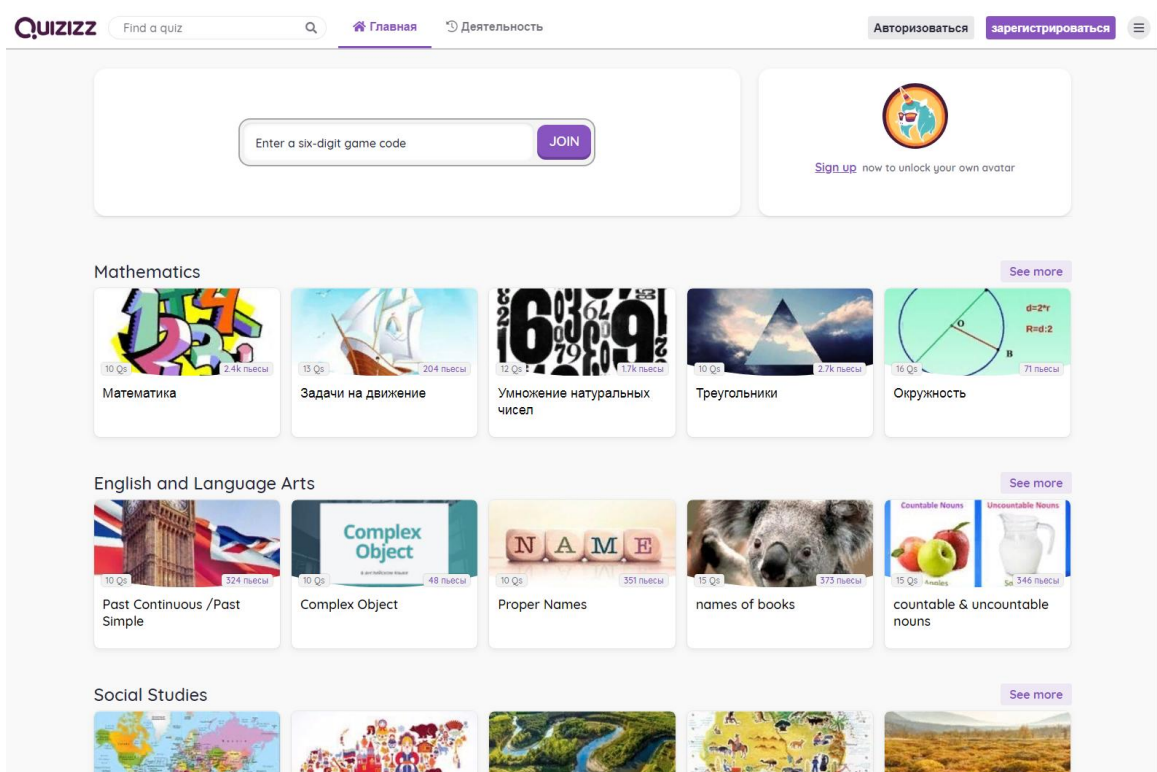 QUIZIZZ
Find a quiz
Главная
Деятельность
Авторизоваться
зарегистрироваться
Enter a six-digit game code
JOIN
Sign up now to unlock your own avatar
Mathematics
See more
d=2*r
R=d:2
O
B
10 Qs
2.4k пьесы
13 Qs
204 пьесы
12 Qs
1.7k пьесы
10 Qs
2.7k пьесы
16 Qs
71 пьесы
Математика
Задачи на движение
Умножение натуральных
чисел
Треугольники
Окружность
English and Language Arts
See more
Complex
Object
в английском языке
NAME
Countable Nouns
Uncountable Nouns
Apples
10 Qs
324 пьесы
10 Qs
48 пьесы
10 Qs
351 пьесы
15 Qs
373 пьесы
15 Qs
346 пьесы
Past Continuous /Past
Simple
Complex Object
Proper Names
names of books
countable & uncountable
nouns
Social Studies
See more